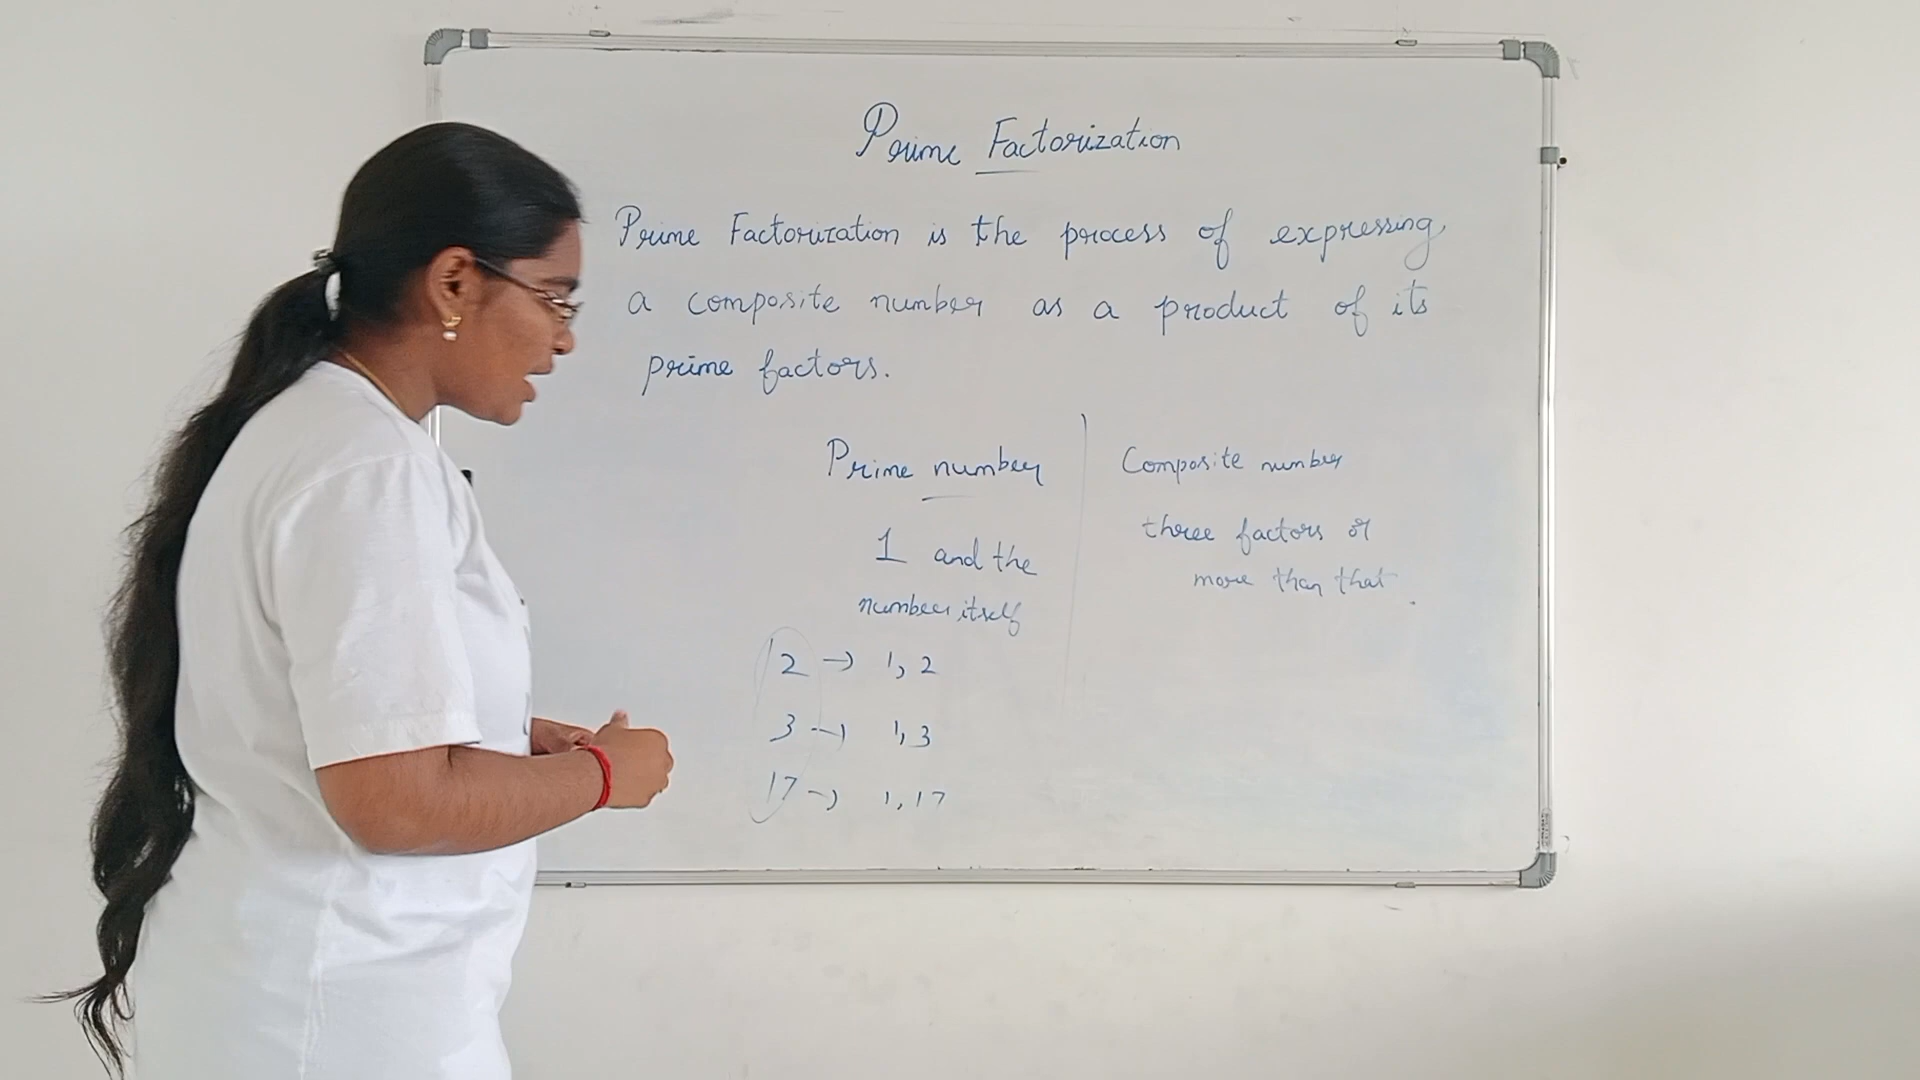 Prime Factorization
Prime Factorization is the process of expressing
a composite number as a product of its
prime factors.
Prime number
1 and the
number itself
2 → 1, 2
3 → 1, 3
17 → 1, 17
Composite number
three factors or
more than that.